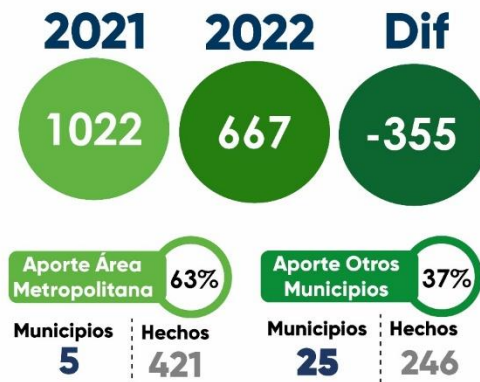 2021 2022 Dif
1022 667 -355
Aporte Área
Metropolitana
63%
Municipios Hechos
5 421
Aporte Otros
Municipios
37%
Municipios Hechos
25 246